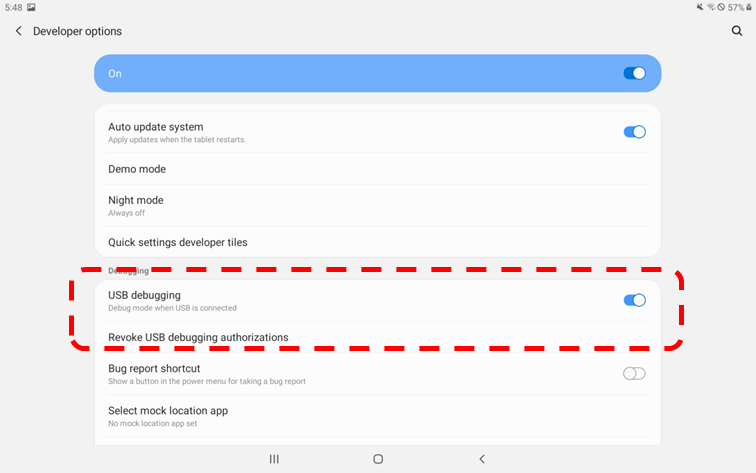 5:48 57%
Developer options
On
Auto update system
Apply updates when the tablet restarts.
Demo mode
Night mode
Always off
Quick settings developer tiles
Debugging
USB debugging
Debug mode when USB is connected
Revoke USB debugging authorizations
Bug report shortcut
Show a button in the power menu for taking a bug report
Select mock location app
No mock location app set